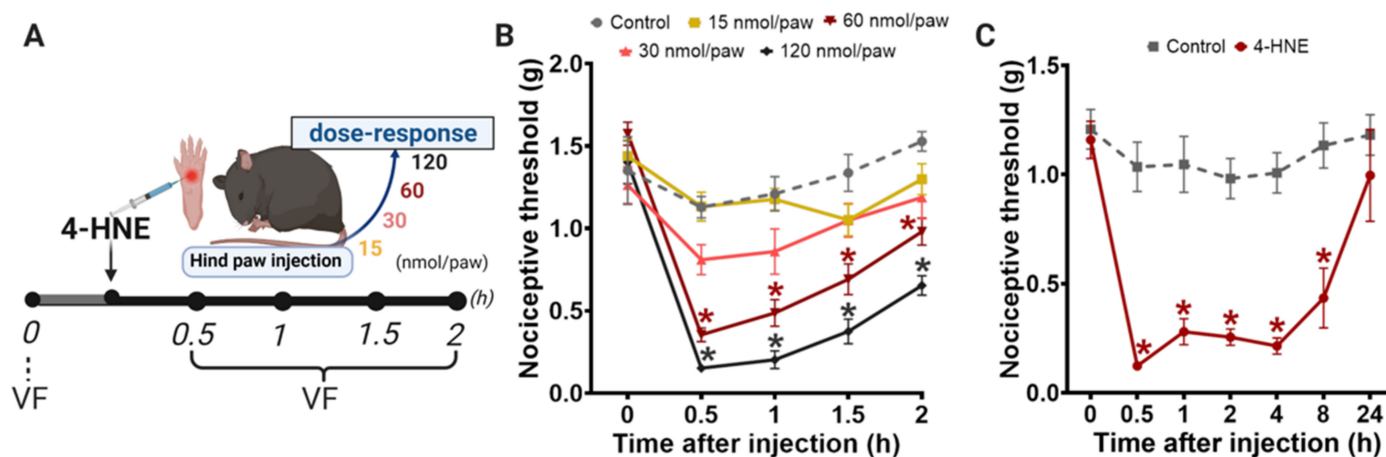 A
dose-response
120
60
30
15
(nmol/paw)
4-HNE
Hind paw injection
(h)
0
0.5
1
1.5
2
VF
VF
B
Control
15 nmol/paw
60 nmol/paw
30 nmol/paw
120 nmol/paw
Nociceptive threshold (g)
2.0
1.5
1.0
0.5
0.0
*
*
*
*
*
*
*
*
0
0.5
1
1.5
2
Time after injection (h)
C
Control
4-HNE
Nociceptive threshold (g)
1.5
1.0
0.5
0.0
*
*
*
*
*
0
0.5
1
2
4
8
24
Time after injection (h)